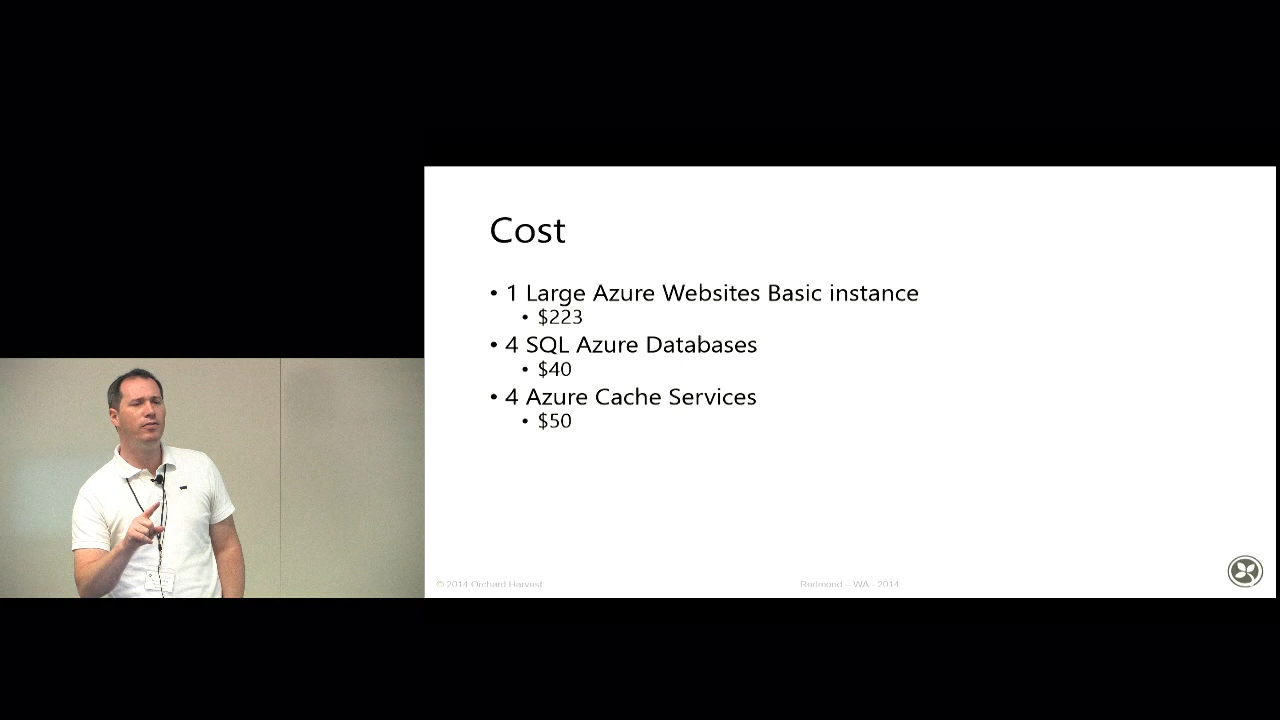 Cost
• 1 Large Azure Websites Basic instance
• $223
• 4 SQL Azure Databases
• $40
• 4 Azure Cache Services
• $50
© 2014 Orchard Harvest
Redmond – WA - 2014